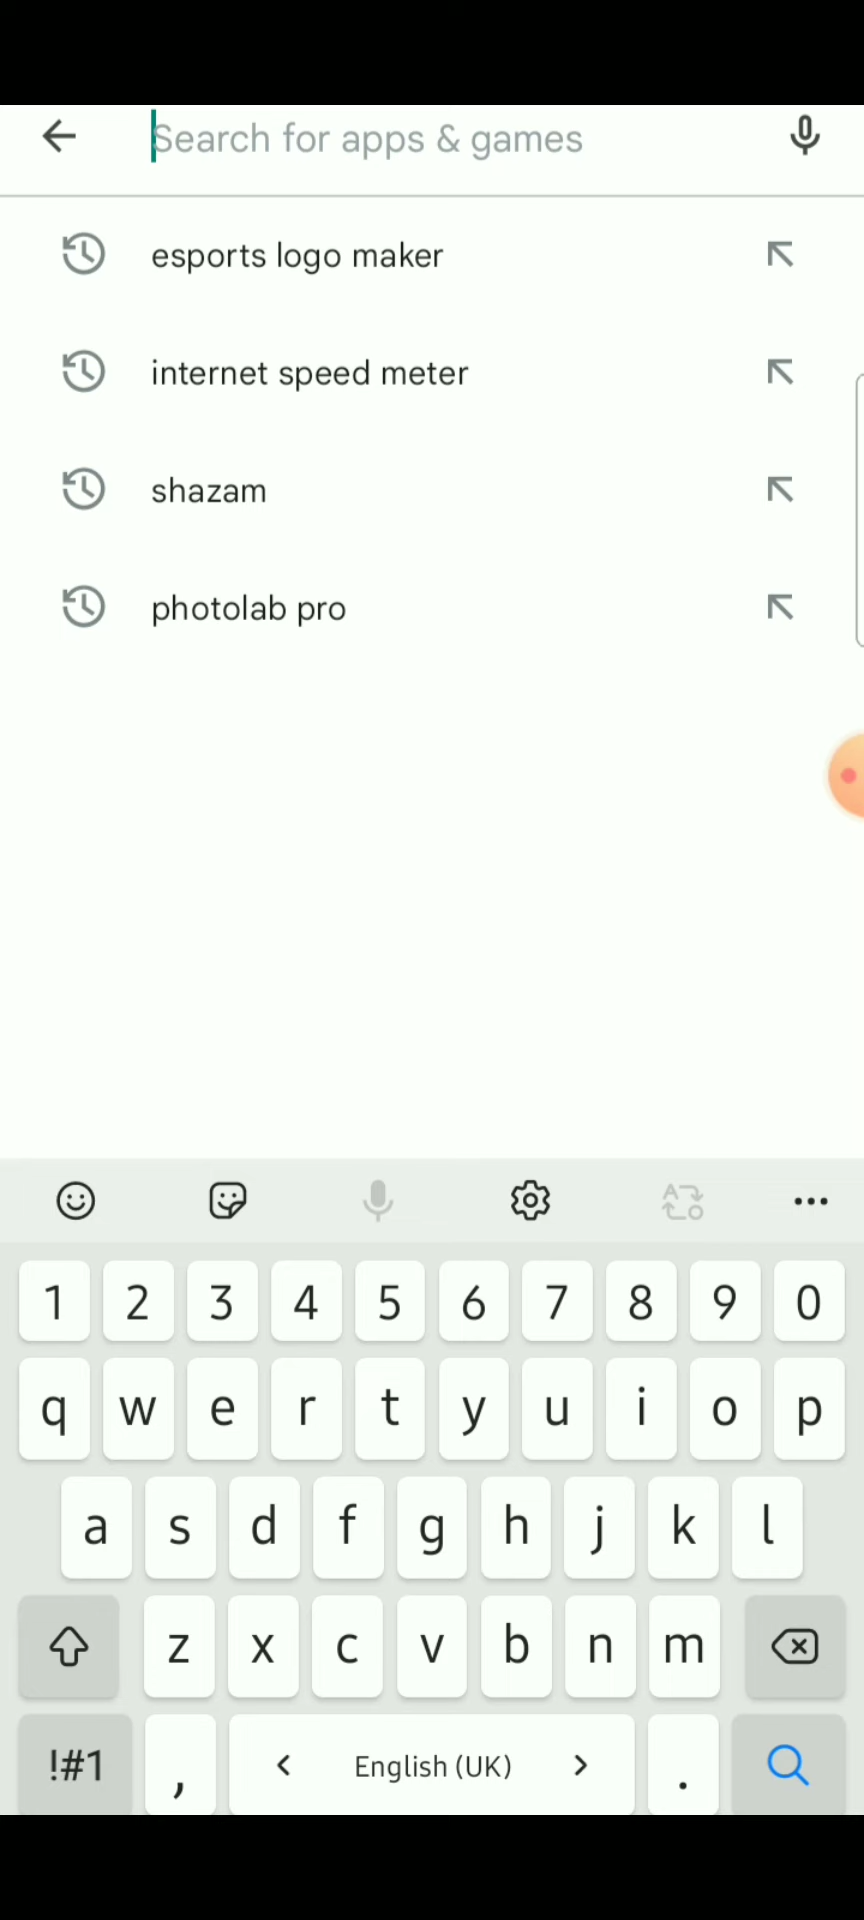 Search for apps & games
esports logo maker
internet speed meter
shazam
photolab pro
1 2 3 4 5 6 7 8 9 0
q w e r t y u i o p
a s d f g h j k l
z x c v b n m
!#1 , < English (UK) > .